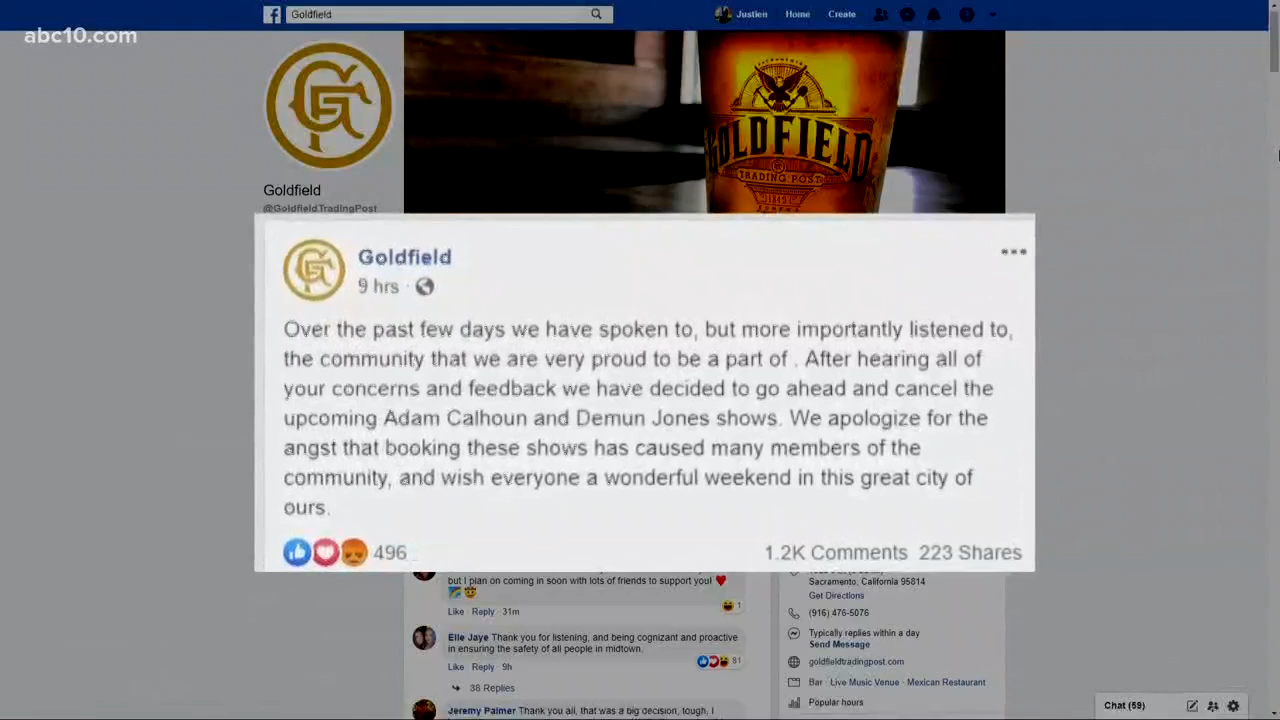 Goldfield
Justien
Home
Create
abc10.com
SACRAMENTO
GOLDFIELD
TRADING POST
1849
Goldfield
@GoldfieldTradingPost
Goldfield
9 hrs ·
Over the past few days we have spoken to, but more importantly listened to,
the community that we are very proud to be a part of . After hearing all of
your concerns and feedback we have decided to go ahead and cancel the
upcoming Adam Calhoun and Demun Jones shows. We apologize for the
angst that booking these shows has caused many members of the
community, and wish everyone a wonderful weekend in this great city of
ours.
496
1.2K Comments 223 Shares
but I plan on coming in soon with lots of friends to support you!
1
Like · Reply · 31m
Elle Jaye Thank you for listening, and being cognizant and proactive
in ensuring the safety of all people in midtown.
81
Like · Reply · 9h
38 Replies
Jeremy Palmer Thank you all, that was a big decision, tough, I
Sacramento, California 95814
Get Directions
(916) 476-5076
Typically replies within a day
Send Message
goldfieldtradingpost.com
Bar · Live Music Venue · Mexican Restaurant
Popular hours
Chat (59)